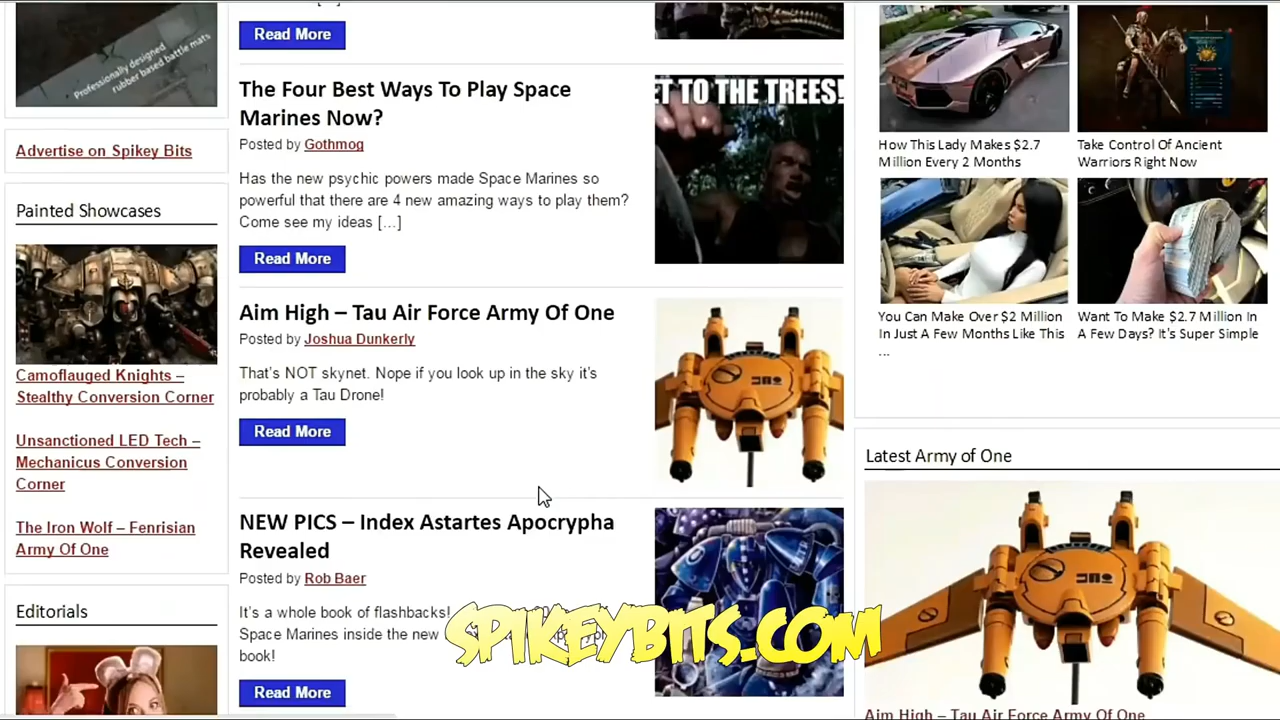 Professionally designed
rubber based battle mats
Advertise on Spikey Bits
Painted Showcases
Camoflauged Knights –
Stealthy Conversion Corner
Unsanctioned LED Tech –
Mechanicus Conversion
Corner
The Iron Wolf – Fenrisian
Army Of One
Editorials
Read More
The Four Best Ways To Play Space
Marines Now?
Posted by Gothmog
Has the new psychic powers made Space Marines so
powerful that there are 4 new amazing ways to play them?
Come see my ideas […]
Read More
ET TO THE TREES!
Aim High – Tau Air Force Army Of One
Posted by Joshua Dunkerly
That's NOT skynet. Nope if you look up in the sky it's
probably a Tau Drone!
Read More
NEW PICS – Index Astartes Apocrypha
Revealed
Posted by Rob Baer
It's a whole book of flashbacks!
Space Marines inside the new
book!
Read More
SPIKEYBITS.COM
How This Lady Makes $2.7
Million Every 2 Months
Take Control Of Ancient
Warriors Right Now
You Can Make Over $2 Million
In Just A Few Months Like This
...
Want To Make $2.7 Million In
A Few Days? It's Super Simple
Latest Army of One
Aim High – Tau Air Force Army Of One